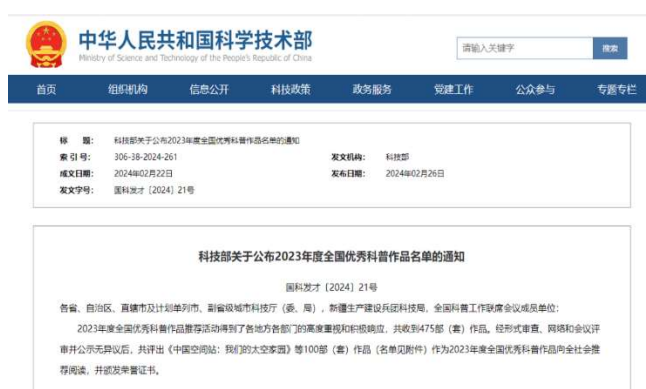 中华人民共和国科学技术部
Ministry of Science and Technology of the People's Republic of China
请输入关键字 搜索
首页 组织机构 信息公开 科技政策 政务服务 党建工作 公众参与 专题专栏
标 题: 科技部关于公布2023年度全国优秀科普作品名单的通知
索引号: 306-38-2024-261 发文机构: 科技部
成文日期: 2024年02月22日 发布日期: 2024年02月26日
发文字号: 国科发才〔2024〕21号
科技部关于公布2023年度全国优秀科普作品名单的通知
国科发才〔2024〕21号
各省、自治区、直辖市及计划单列市、副省级城市科技厅（委、局），新疆生产建设兵团科技局，全国科普工作联席会议成员单位：
2023年度全国优秀科普作品推荐活动得到了各地方各部门的高度重视和积极响应，共收到475部（套）作品。经形式审查、网络和会议评
审并公示无异议后，共评出《中国空间站：我们的太空家园》等100部（套）作品（名单见附件）作为2023年度全国优秀科普作品向全社会推
荐阅读，并颁发荣誉证书。